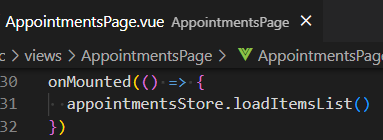 AppointmentsPage.vue AppointmentsPage ×
c > views > AppointmentsPage > AppointmentsPage
30 onMounted(() => {
31 appointmentsStore.loadItemsList()
32 })